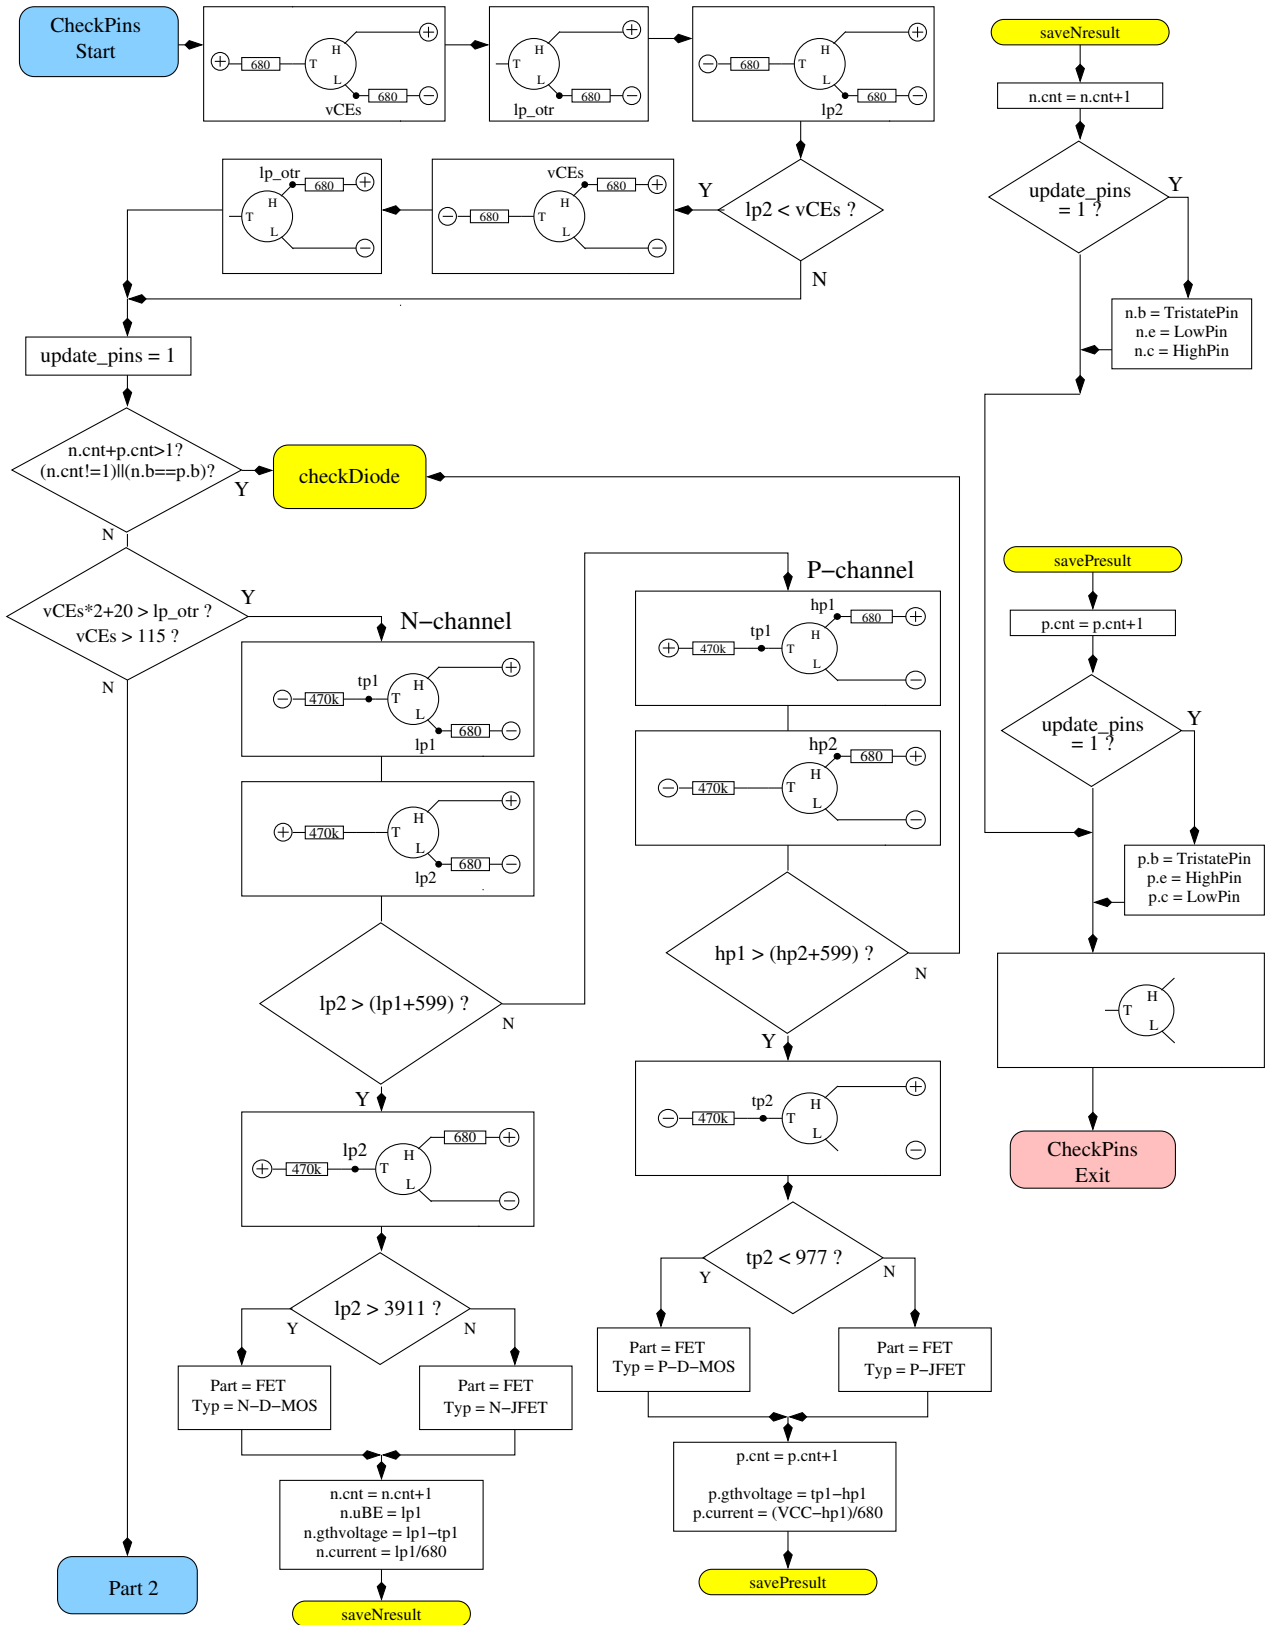 CheckPins
Start
H
T
L
680
680
vCEs
H
T
L
680
lp_otr
H
T
L
680
680
lp2
saveNresult
n.cnt = n.cnt+1
update_pins
= 1 ?
Y
n.b = TristatePin
n.e = LowPin
n.c = HighPin
lp_otr
680
H
T
L
vCEs
680
H
T
L
680
Y
lp2 < vCEs ?
N
update_pins = 1
n.cnt+p.cnt>1?
(n.cnt!=1)||(n.b==p.b)?
Y
N
checkDiode
vCEs*2+20 > lp_otr ?
vCEs > 115 ?
Y
N
N−channel
tp1
H
T
L
470k
680
lp1
H
T
L
470k
680
lp2
lp2 > (lp1+599) ?
N
Y
lp2
680
H
T
L
470k
lp2 > 3911 ?
Y
N
Part = FET
Typ = N−D−MOS
Part = FET
Typ = N−JFET
n.cnt = n.cnt+1
n.uBE = lp1
n.gthvoltage = lp1−tp1
n.current = lp1/680
saveNresult
Part 2
P−channel
hp1
680
tp1
H
T
L
470k
hp2
680
H
T
L
470k
hp1 > (hp2+599) ?
N
Y
tp2
H
T
L
470k
tp2 < 977 ?
Y
N
Part = FET
Typ = P−D−MOS
Part = FET
Typ = P−JFET
p.cnt = p.cnt+1
p.gthvoltage = tp1−hp1
p.current = (VCC−hp1)/680
savePresult
savePresult
p.cnt = p.cnt+1
update_pins
= 1 ?
Y
p.b = TristatePin
p.e = HighPin
p.c = LowPin
H
T
L
CheckPins
Exit